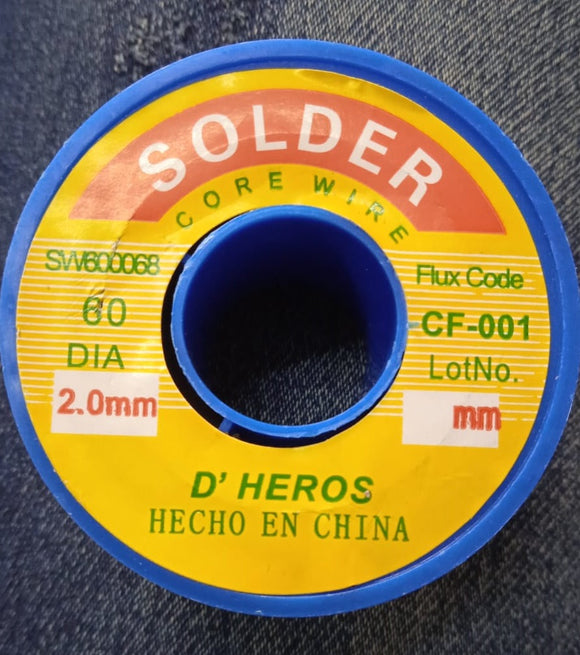 SOLDER
CORE WIRE
SW600068
60
DIA
2.0mm
Flux Code
CF-001
LotNo.
mm
D' HEROS
HECHO EN CHINA